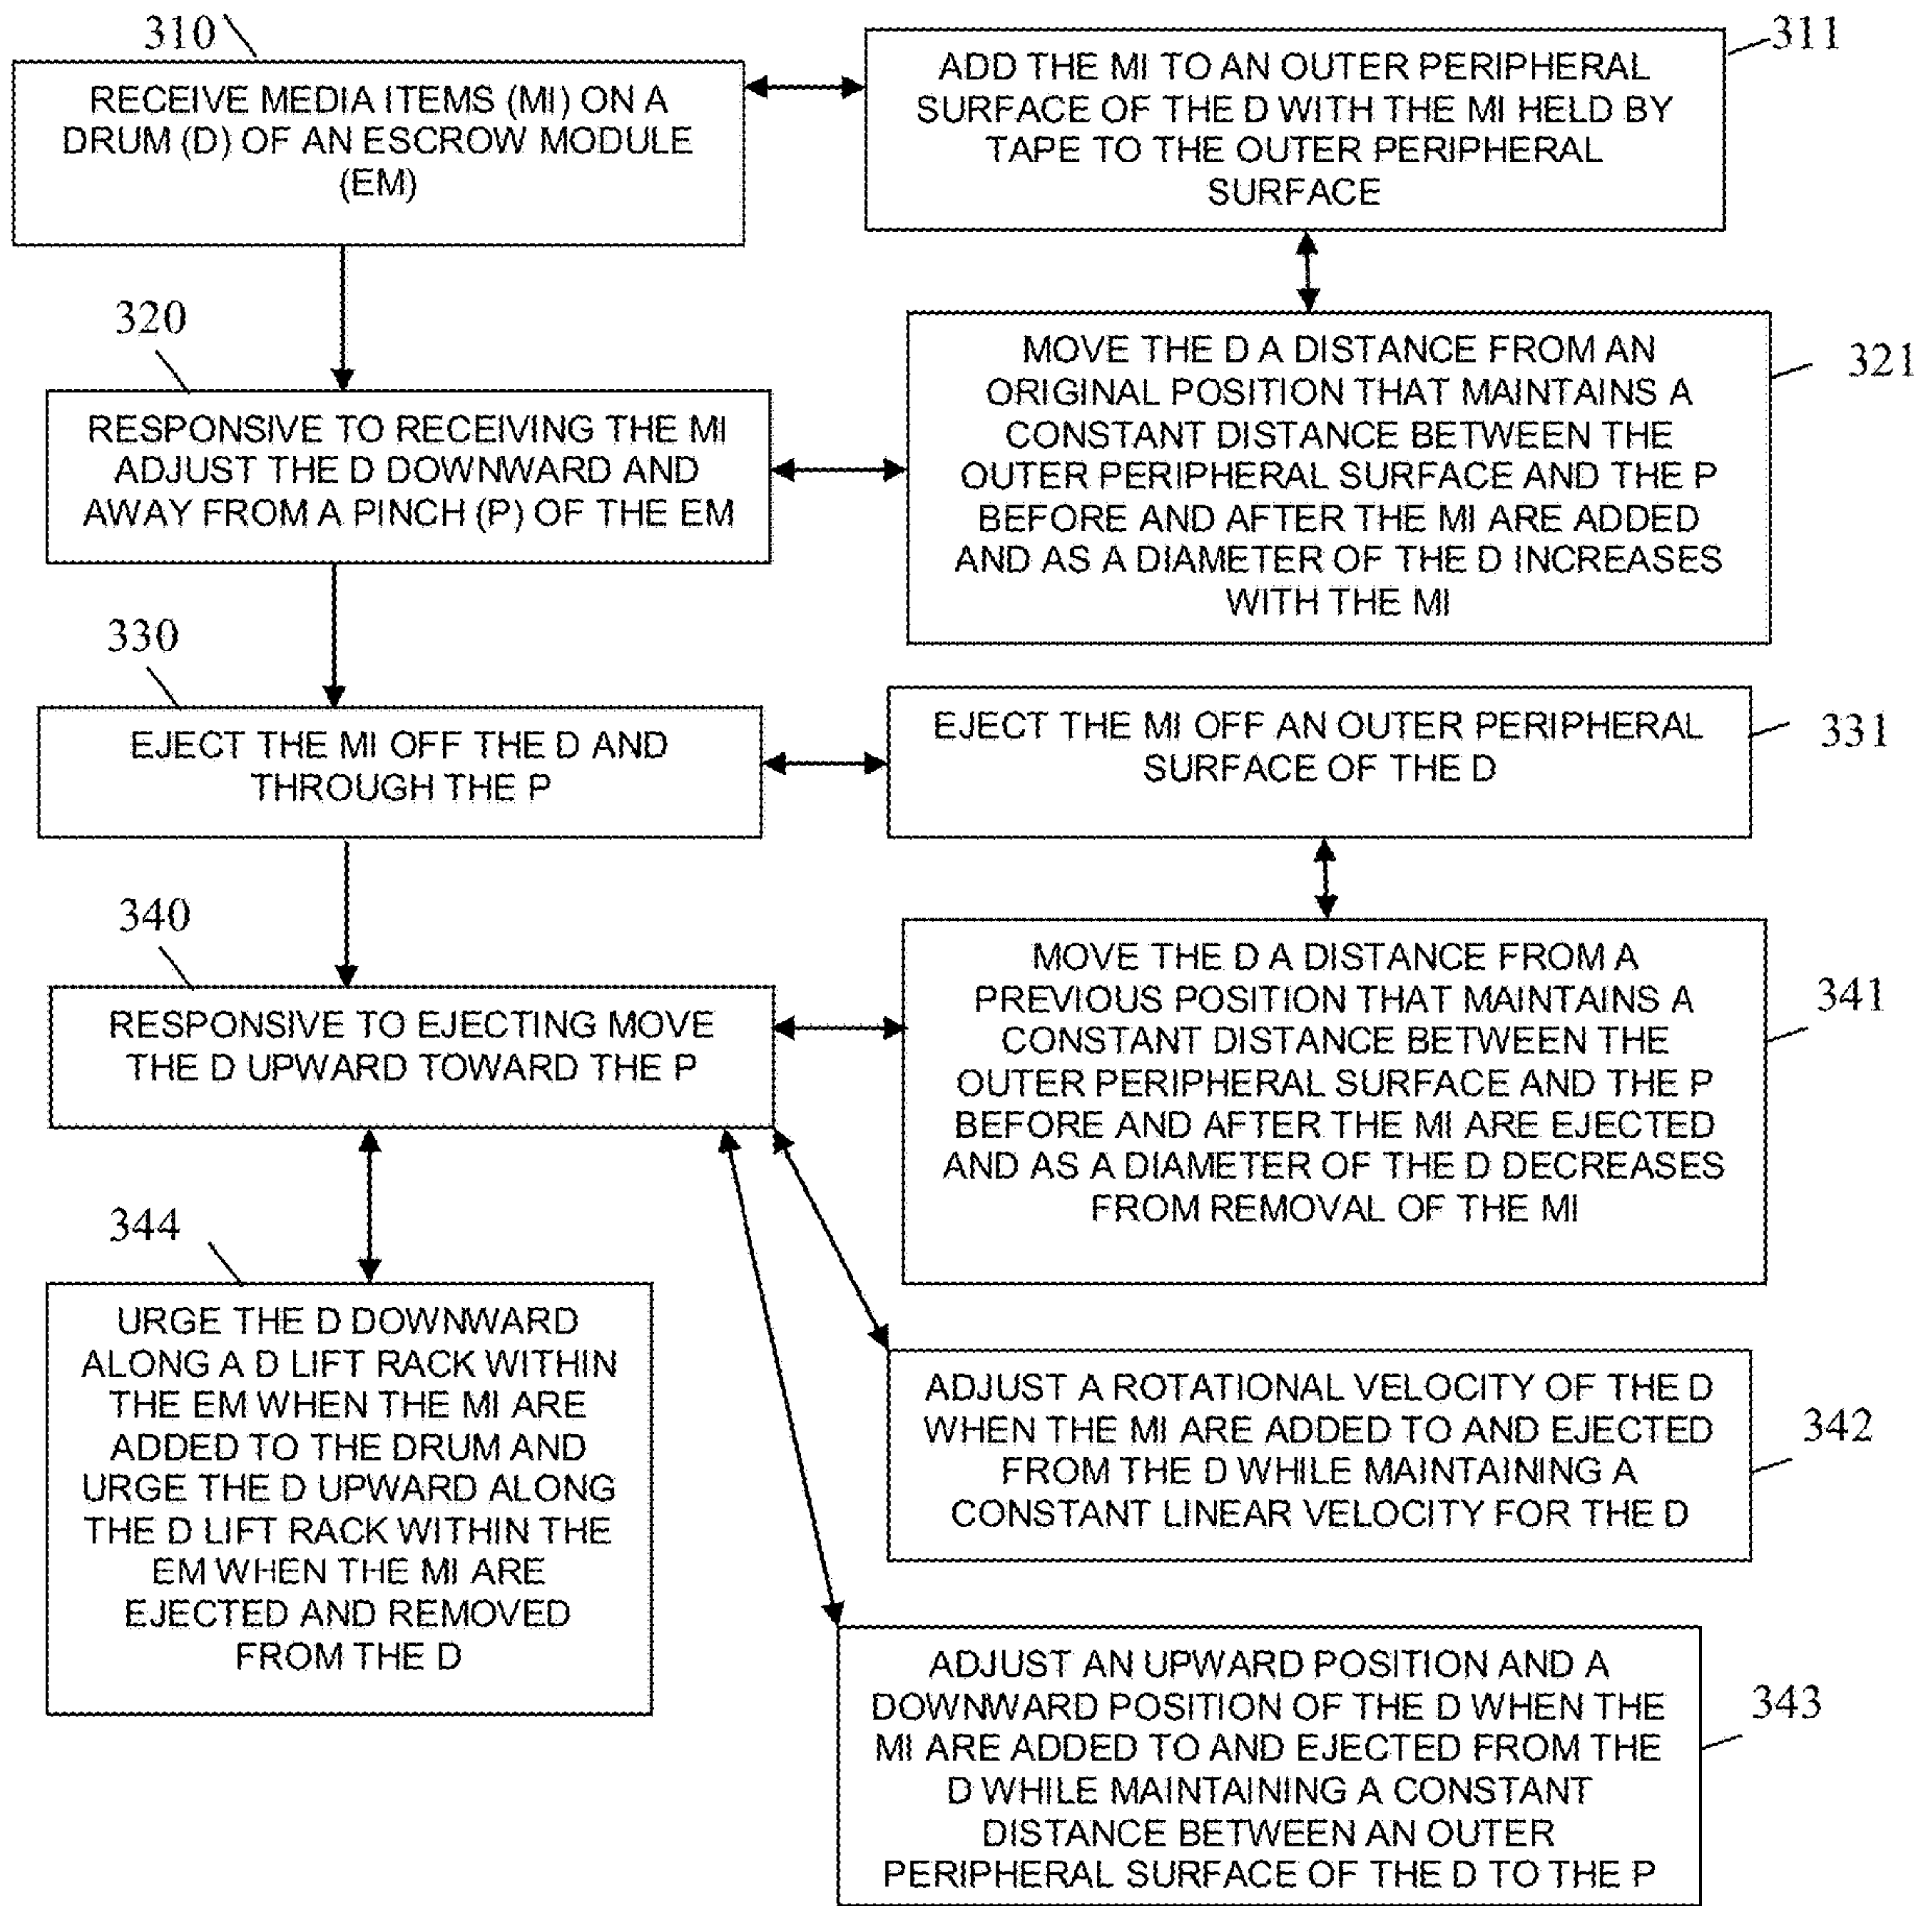 310
RECEIVE MEDIA ITEMS (MI) ON A
DRUM (D) OF AN ESCROW MODULE
(EM)
311
ADD THE MI TO AN OUTER PERIPHERAL
SURFACE OF THE D WITH THE MI HELD BY
TAPE TO THE OUTER PERIPHERAL
SURFACE
320
RESPONSIVE TO RECEIVING THE MI
ADJUST THE D DOWNWARD AND
AWAY FROM A PINCH (P) OF THE EM
321
MOVE THE D A DISTANCE FROM AN
ORIGINAL POSITION THAT MAINTAINS A
CONSTANT DISTANCE BETWEEN THE
OUTER PERIPHERAL SURFACE AND THE P
BEFORE AND AFTER THE MI ARE ADDED
AND AS A DIAMETER OF THE D INCREASES
WITH THE MI
330
EJECT THE MI OFF THE D AND
THROUGH THE P
331
EJECT THE MI OFF AN OUTER PERIPHERAL
SURFACE OF THE D
340
RESPONSIVE TO EJECTING MOVE
THE D UPWARD TOWARD THE P
341
MOVE THE D A DISTANCE FROM A
PREVIOUS POSITION THAT MAINTAINS A
CONSTANT DISTANCE BETWEEN THE
OUTER PERIPHERAL SURFACE AND THE P
BEFORE AND AFTER THE MI ARE EJECTED
AND AS A DIAMETER OF THE D DECREASES
FROM REMOVAL OF THE MI
344
URGE THE D DOWNWARD
ALONG A D LIFT RACK WITHIN
THE EM WHEN THE MI ARE
ADDED TO THE DRUM AND
URGE THE D UPWARD ALONG
THE D LIFT RACK WITHIN THE
EM WHEN THE MI ARE
EJECTED AND REMOVED
FROM THE D
342
ADJUST A ROTATIONAL VELOCITY OF THE D
WHEN THE MI ARE ADDED TO AND EJECTED
FROM THE D WHILE MAINTAINING A
CONSTANT LINEAR VELOCITY FOR THE D
343
ADJUST AN UPWARD POSITION AND A
DOWNWARD POSITION OF THE D WHEN THE
MI ARE ADDED TO AND EJECTED FROM THE
D WHILE MAINTAINING A CONSTANT
DISTANCE BETWEEN AN OUTER
PERIPHERAL SURFACE OF THE D TO THE P